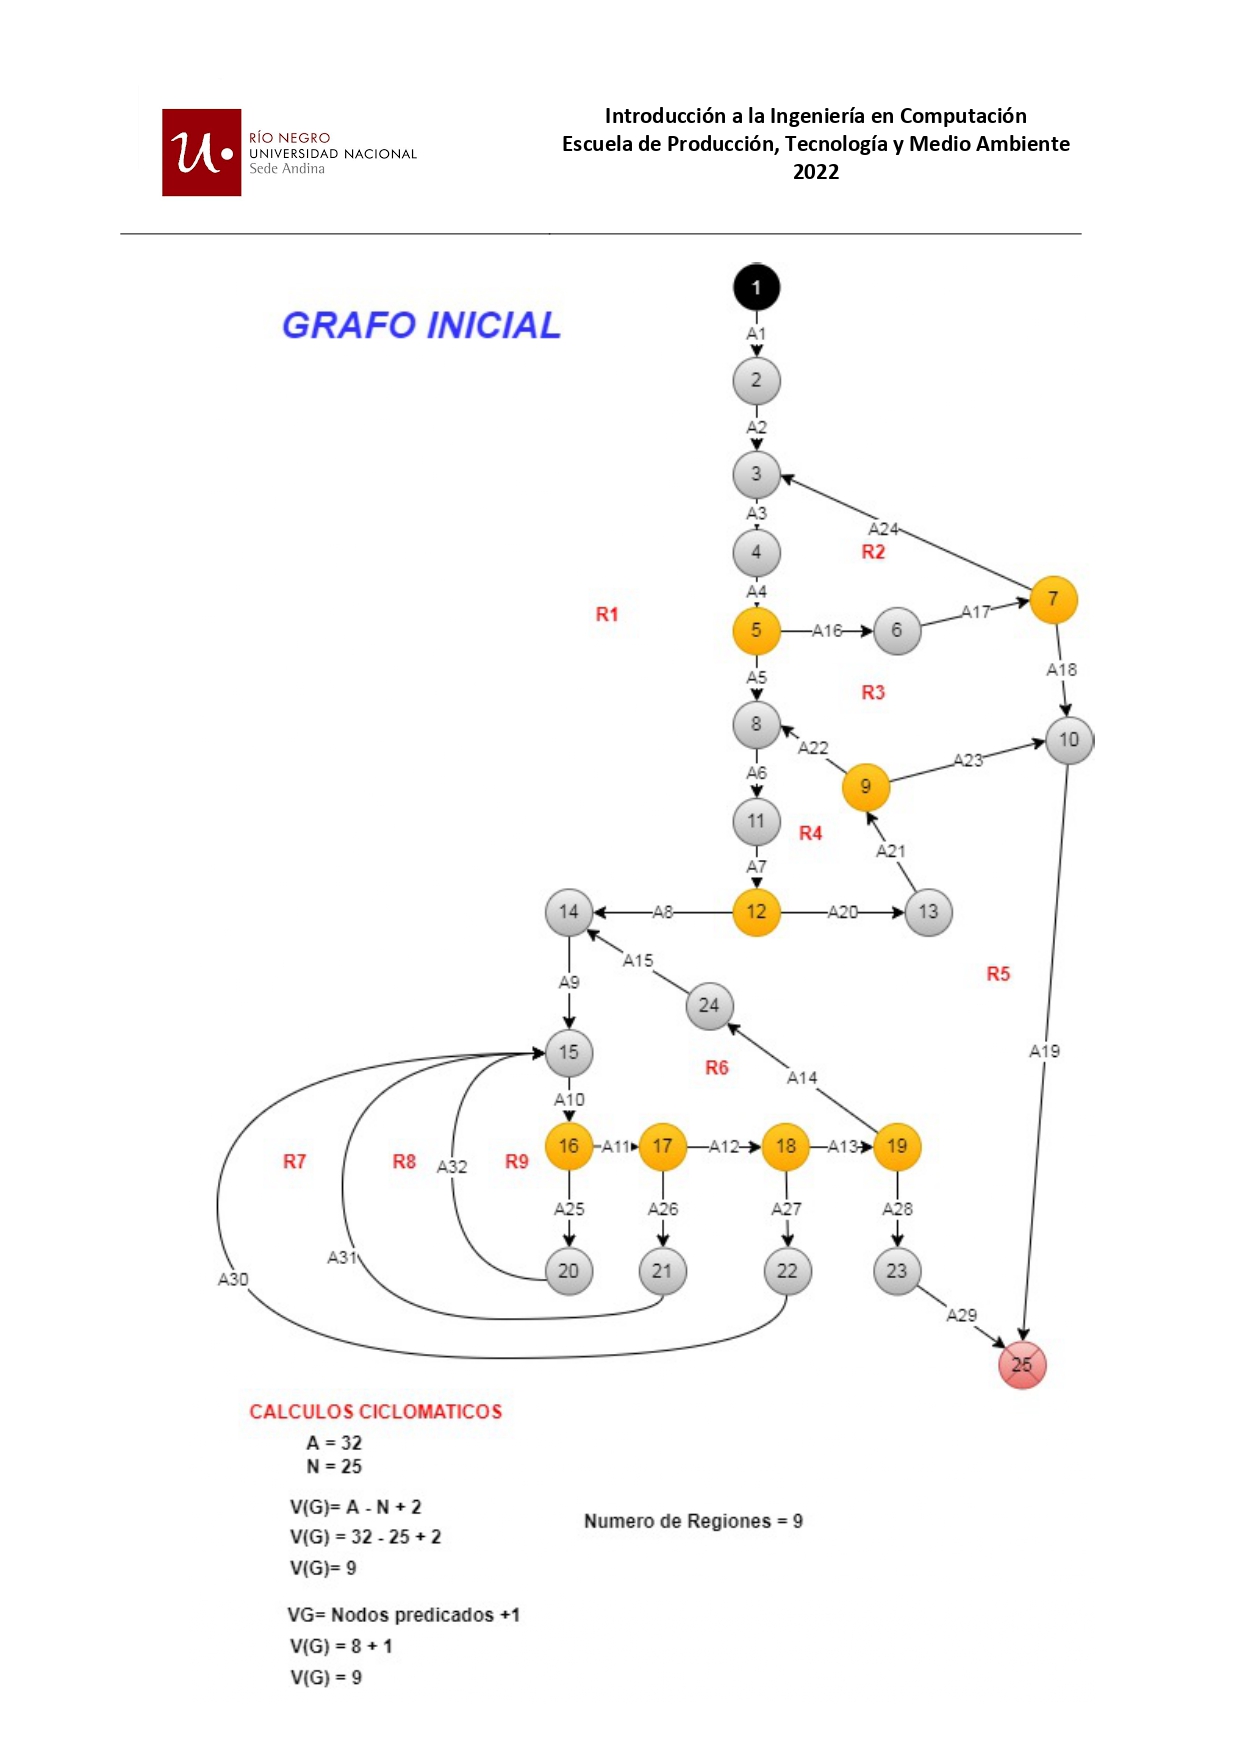 Introducción a la Ingeniería en Computación
Escuela de Producción, Tecnología y Medio Ambiente
2022
u.
RÍO NEGRO
UNIVERSIDAD NACIONAL
Sede Andina
GRAFO INICIAL
1
A1
2
A2
3
A3
A24
4
R2
A4
7
R1
5
A16
6
A17
A5
A18
R3
8
A22
10
A6
A23
9
11
R4
A21
A7
14
A8
12
A20
13
A15
R5
A9
24
15
A19
R6
A14
A10
16
A11
17
A12
18
A13
19
R7
R8
A32
R9
A25
A26
A27
A28
A31
A30
20
21
22
23
A29
25
CALCULOS CICLOMATICOS
A = 32
N = 25
V(G)= A - N + 2
Numero de Regiones = 9
V(G) = 32 - 25 + 2
V(G)= 9
VG= Nodos predicados +1
V(G) = 8 + 1
V(G) = 9